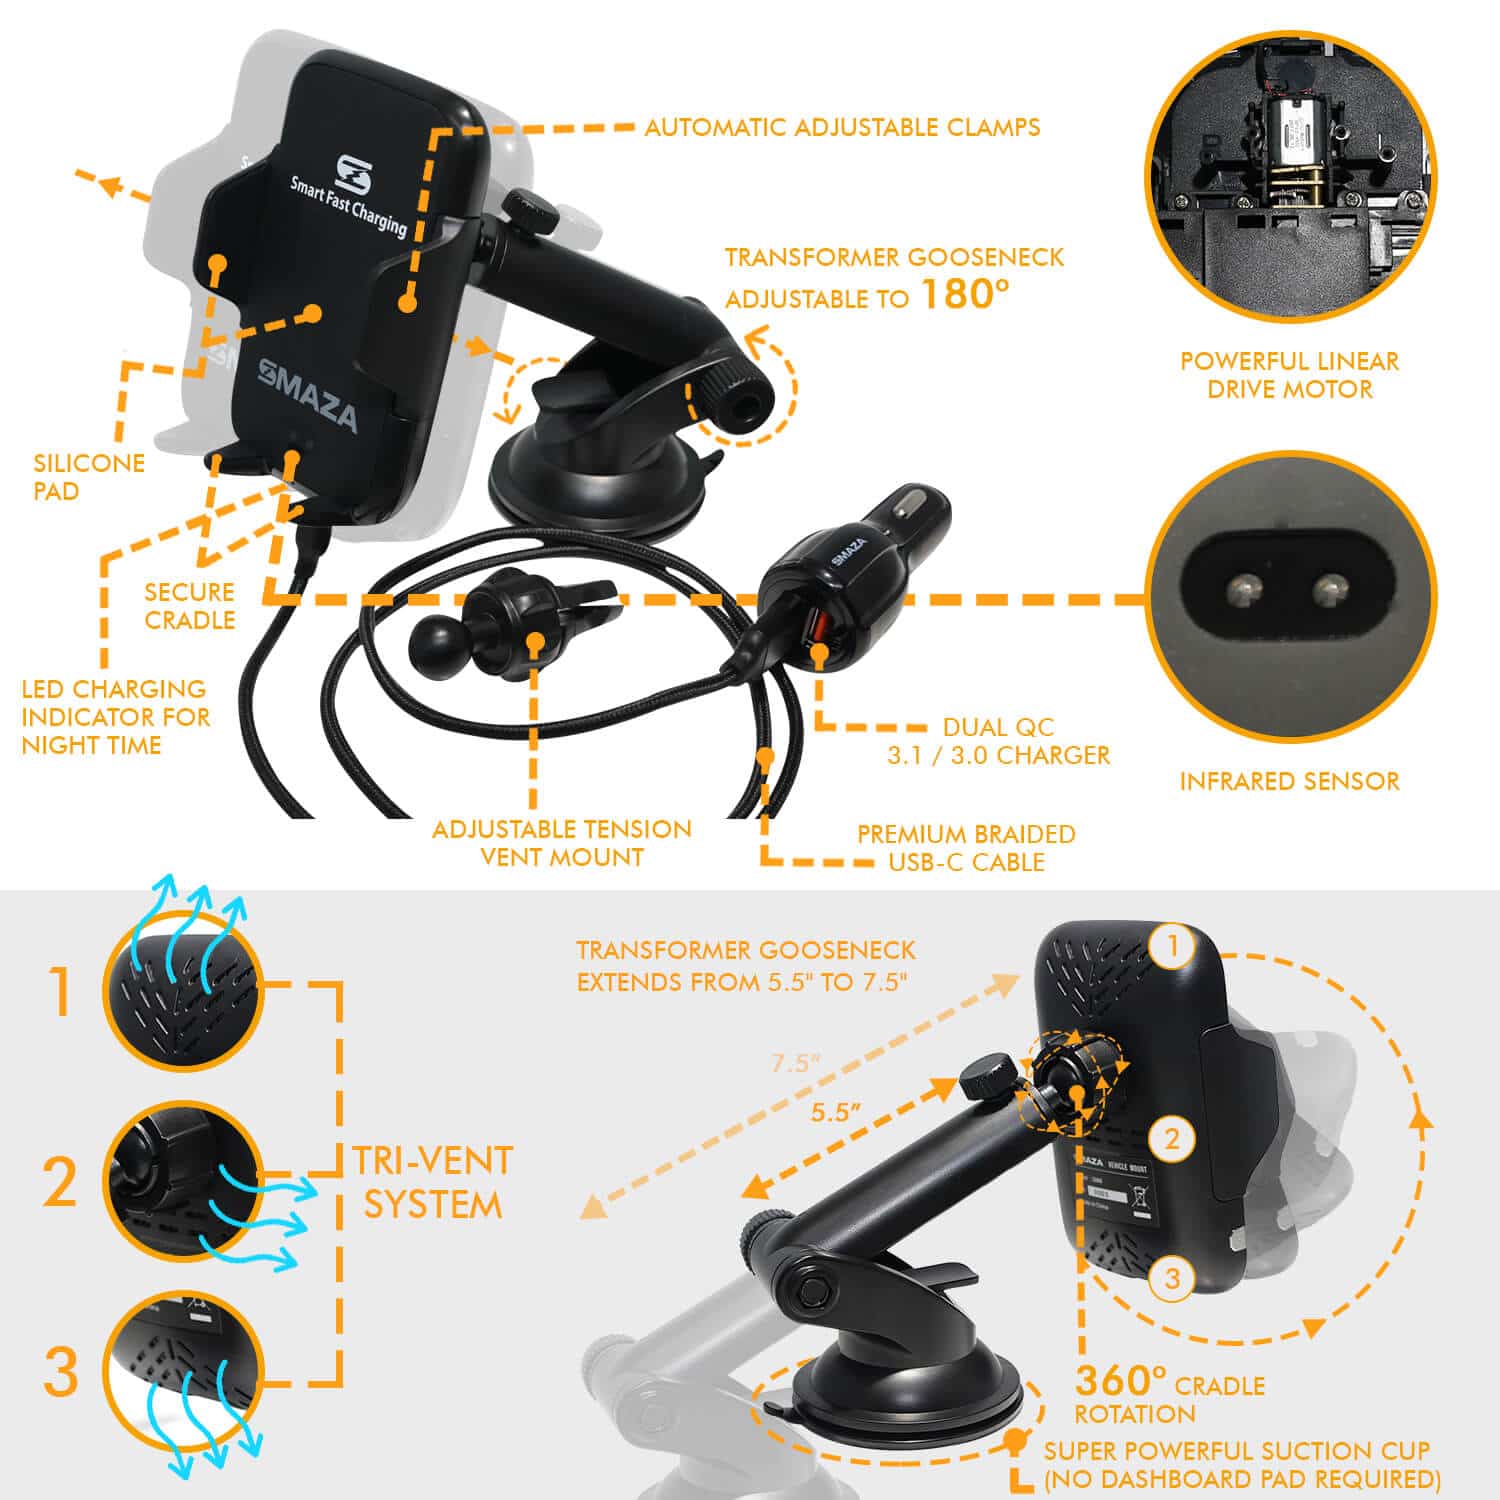 AUTOMATIC ADJUSTABLE CLAMPS
Smart Fast Charging
SMAZA
TRANSFORMER GOOSENECK
ADJUSTABLE TO 180°
POWERFUL LINEAR
DRIVE MOTOR
SILICONE
PAD
SMAZA
SECURE
CRADLE
LED CHARGING
INDICATOR FOR
NIGHT TIME
DUAL QC
3.1 / 3.0 CHARGER
INFRARED SENSOR
ADJUSTABLE TENSION
VENT MOUNT
PREMIUM BRAIDED
USB-C CABLE
1
2
3
TRI-VENT
SYSTEM
TRANSFORMER GOOSENECK
EXTENDS FROM 5.5" TO 7.5"
7.5"
5.5"
1
2
VEHICLE MOUNT
3
360° CRADLE
ROTATION
SUPER POWERFUL SUCTION CUP
(NO DASHBOARD PAD REQUIRED)